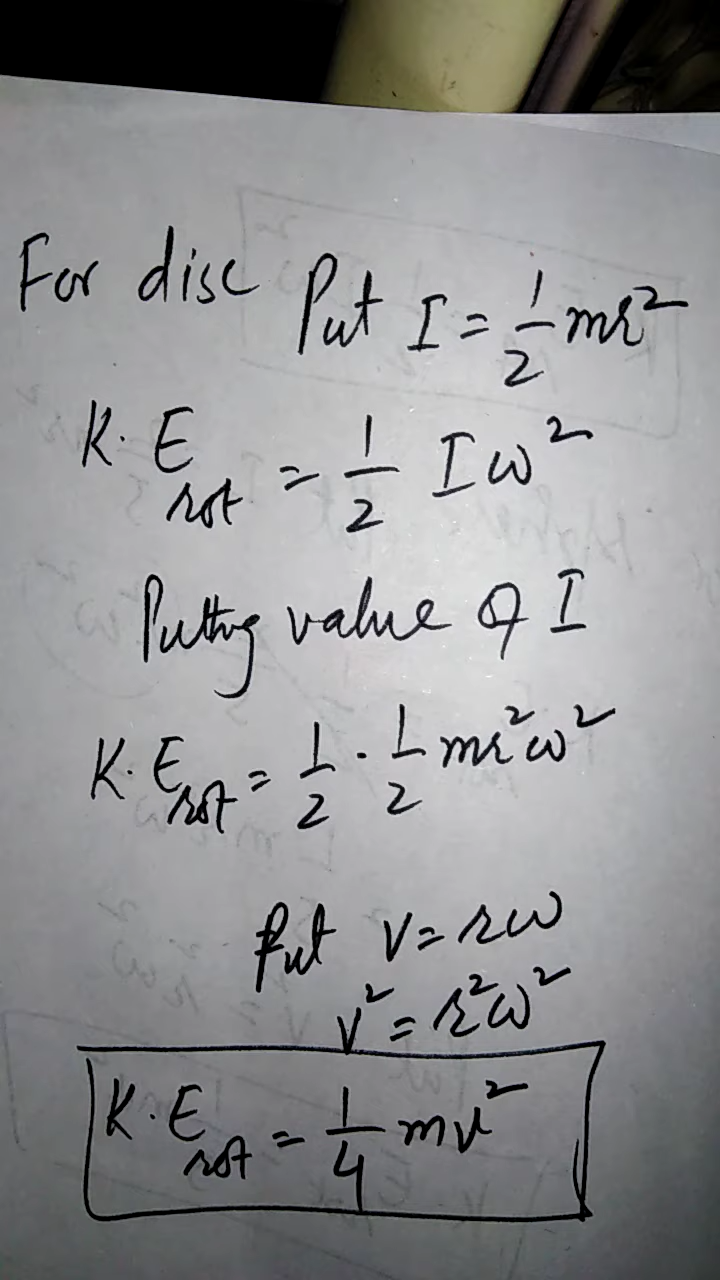 For disc Put I = 1/2 mr²
K.E rot = 1/2 Iω²
Putting value of I
K.E rot = 1/2 . 1/2 mr²ω²
Put v = rω
v² = r²ω²
K.E rot = 1/4 mv²